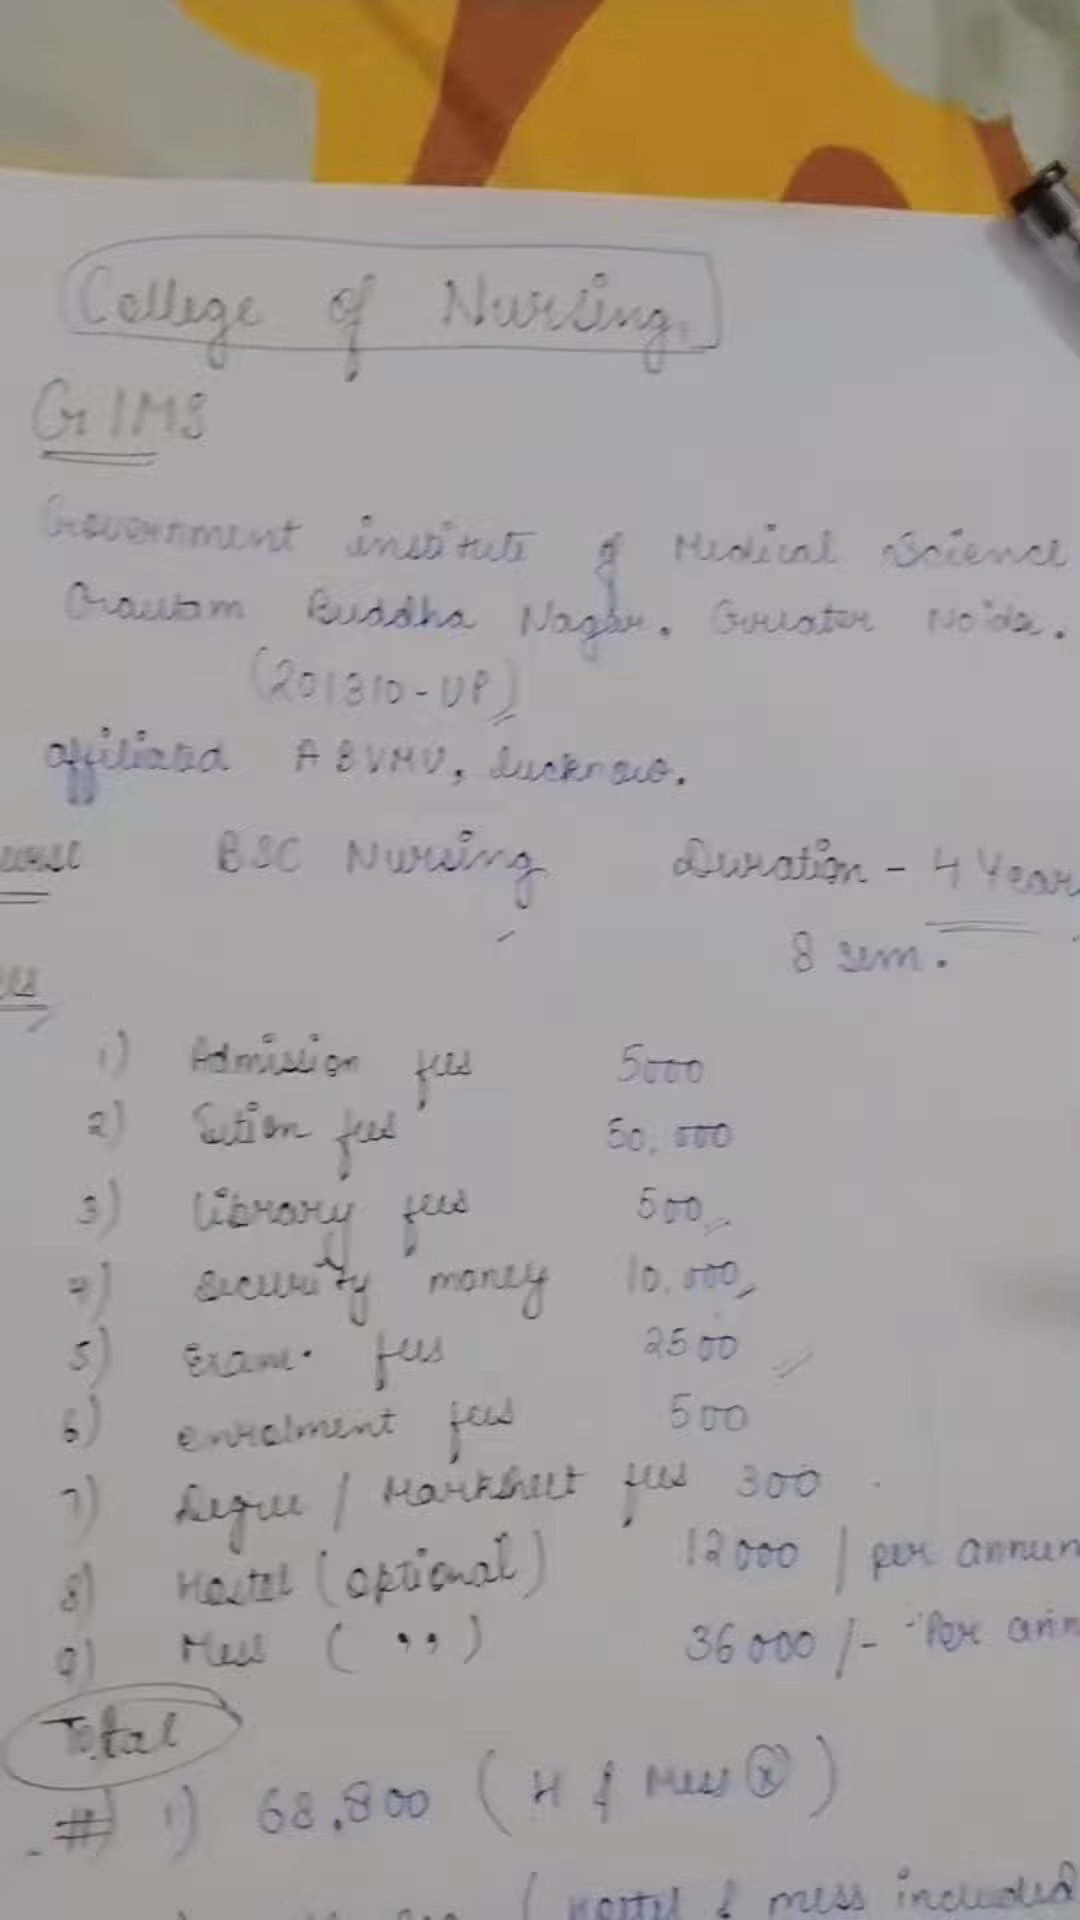 College of Nursing.
GIMS
Government institute of Medical Science
Gautam Buddha Nagar. Greater Noida.
(201310-UP)
affiliated ABVMU, Lucknow.
BSC Nursing Duration - 4 Year
8 sem.
1) Admission fees 5000
2) Tution fees 50,000
3) Library fees 500
4) Security money 10,000
5) Exam. fees 2500
6) enrolment fees 500
7) Degree / Marksheet fees 300
8) Hostel (optional) 12000 / per annum
9) Mess ( ,, ) 36000 /- Per ann
Total
#) 1) 68,800 ( H & Mess ⓧ )
( hostel & mess included